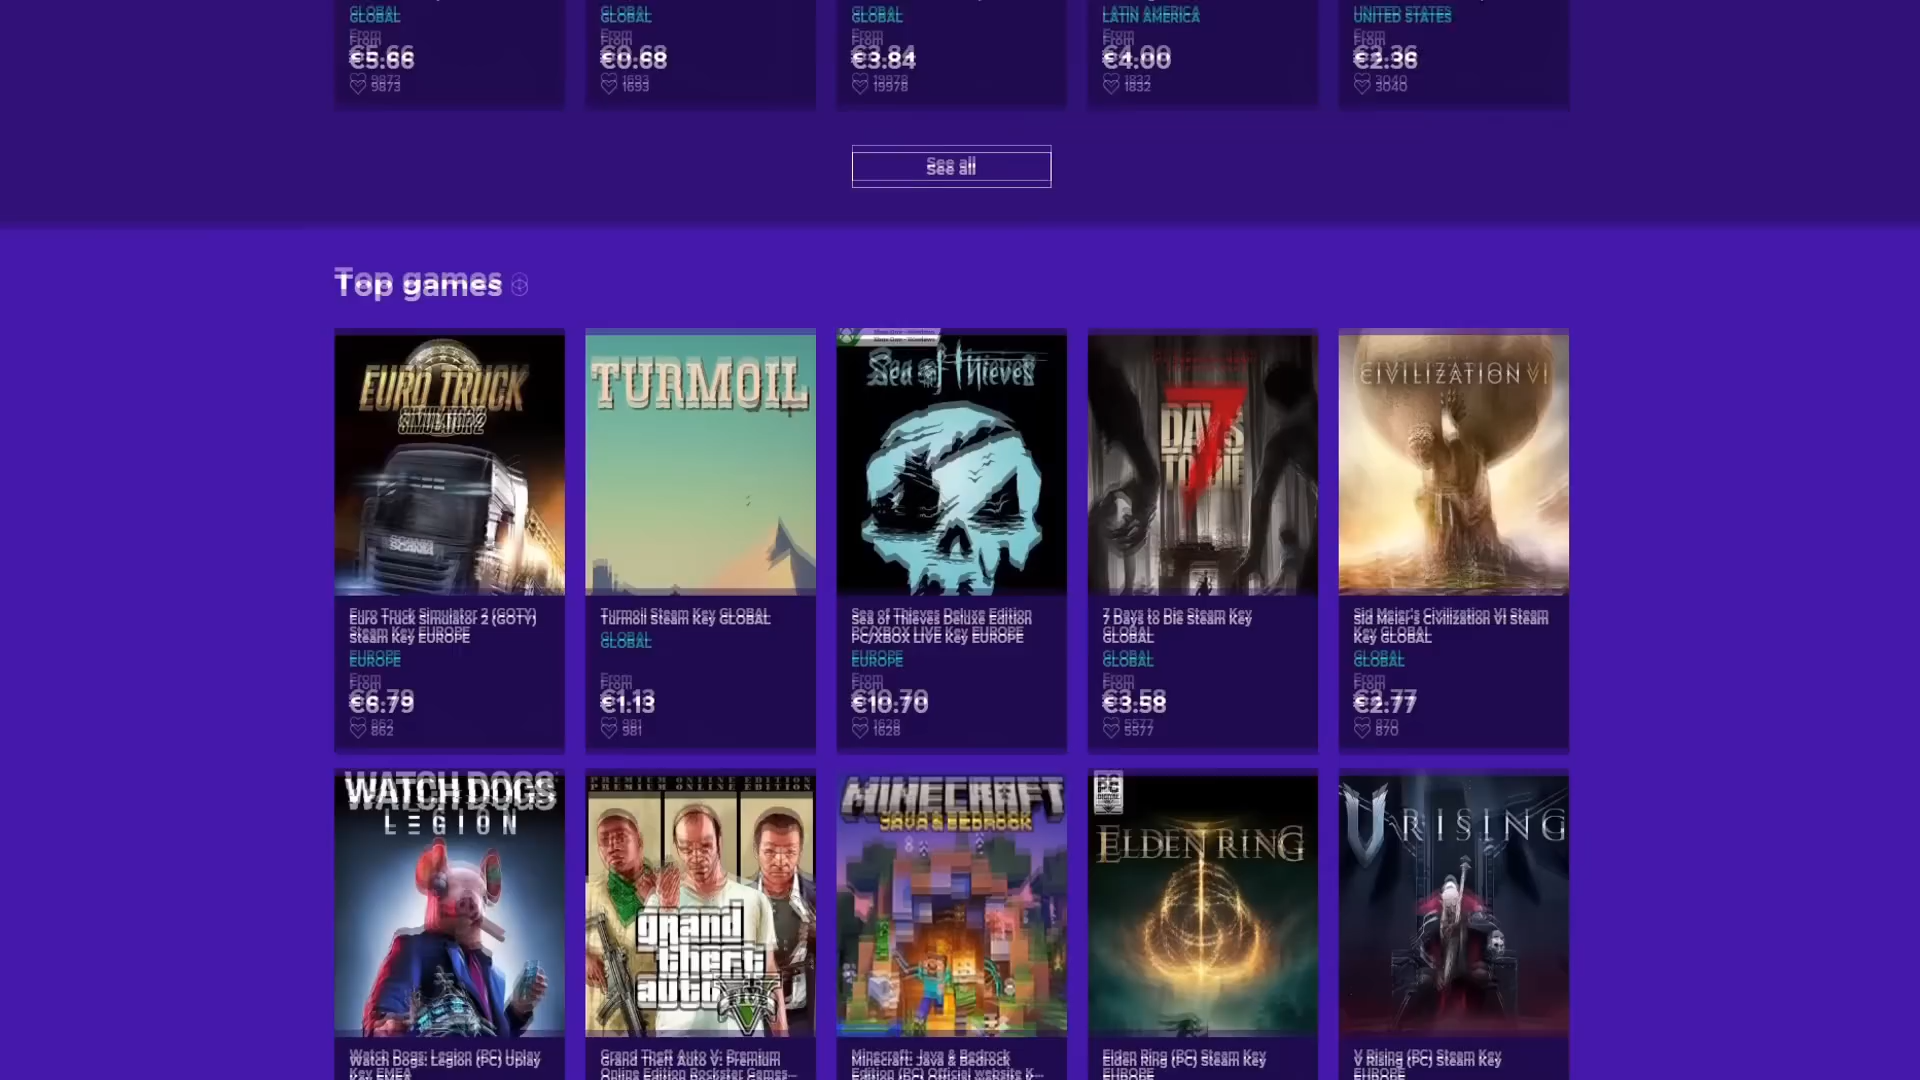 GLOBAL
GLOBAL
GLOBAL
LATIN AMERICA
UNITED STATES
From
From
From
From
From
€5.66
€0.68
€3.84
€4.00
€2.36
9873
1693
19978
1832
3040
See all
Top games
EURO TRUCK
SIMULATOR 2
SCANIA
TURMOIL
Sea of Thieves
7
DAYS
TO DIE
CIVILIZATION VI
Euro Truck Simulator 2 (GOTY)
Steam Key EUROPE
EUROPE
From
€6.79
862
Turmoil Steam Key GLOBAL
GLOBAL
From
€1.13
981
Sea of Thieves Deluxe Edition
PC/XBOX LIVE Key EUROPE
EUROPE
From
€10.70
1628
7 Days to Die Steam Key
GLOBAL
GLOBAL
From
€3.58
5577
Sid Meier's Civilization VI Steam
Key GLOBAL
GLOBAL
From
€2.77
870
WATCH DOGS
LEGION
PREMIUM ONLINE EDITION
grand
theft
auto V
MINECRAFT
JAVA & BEDROCK
PC
ELDEN RING
V RISING
Watch Dogs: Legion (PC) Uplay
Key EMEA
Grand Theft Auto V: Premium
Online Edition Rockstar Games...
Minecraft: Java & Bedrock
Edition (PC) Official website K...
Elden Ring (PC) Steam Key
EUROPE
V Rising (PC) Steam Key
EUROPE